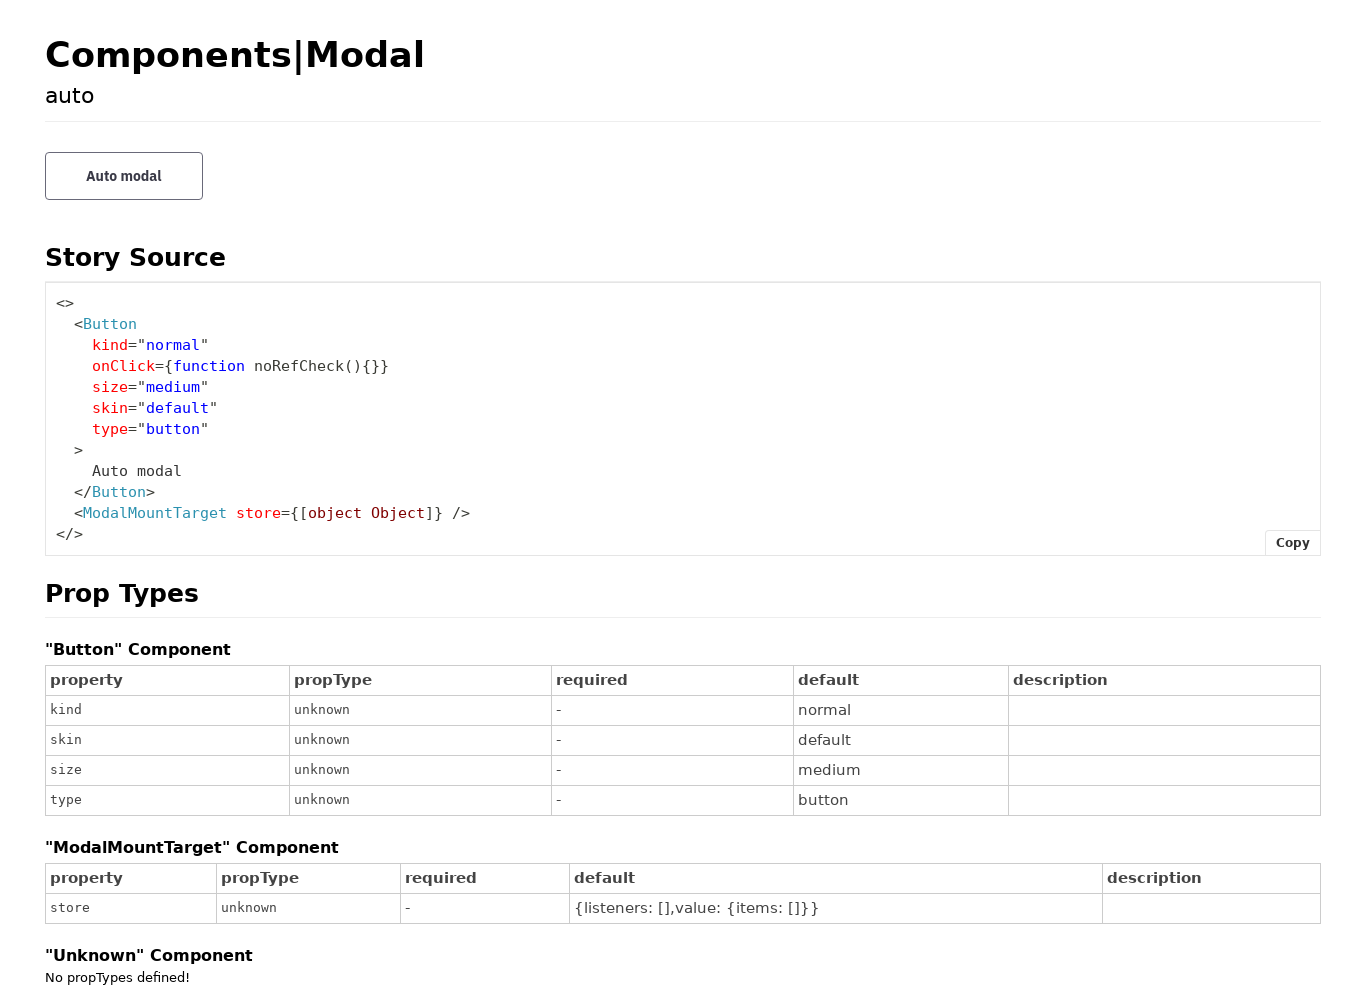 Components|Modal
auto
Auto modal
Story Source
<>
  <Button
    kind="normal"
    onClick={function noRefCheck(){}}
    size="medium"
    skin="default"
    type="button"
  >
    Auto modal
  </Button>
  <ModalMountTarget store={[object Object]} />
</>
Copy
Prop Types
"Button" Component
property propType required default description
kind unknown - normal
skin unknown - default
size unknown - medium
type unknown - button
"ModalMountTarget" Component
property propType required default description
store unknown - {listeners: [],value: {items: []}}
"Unknown" Component
No propTypes defined!